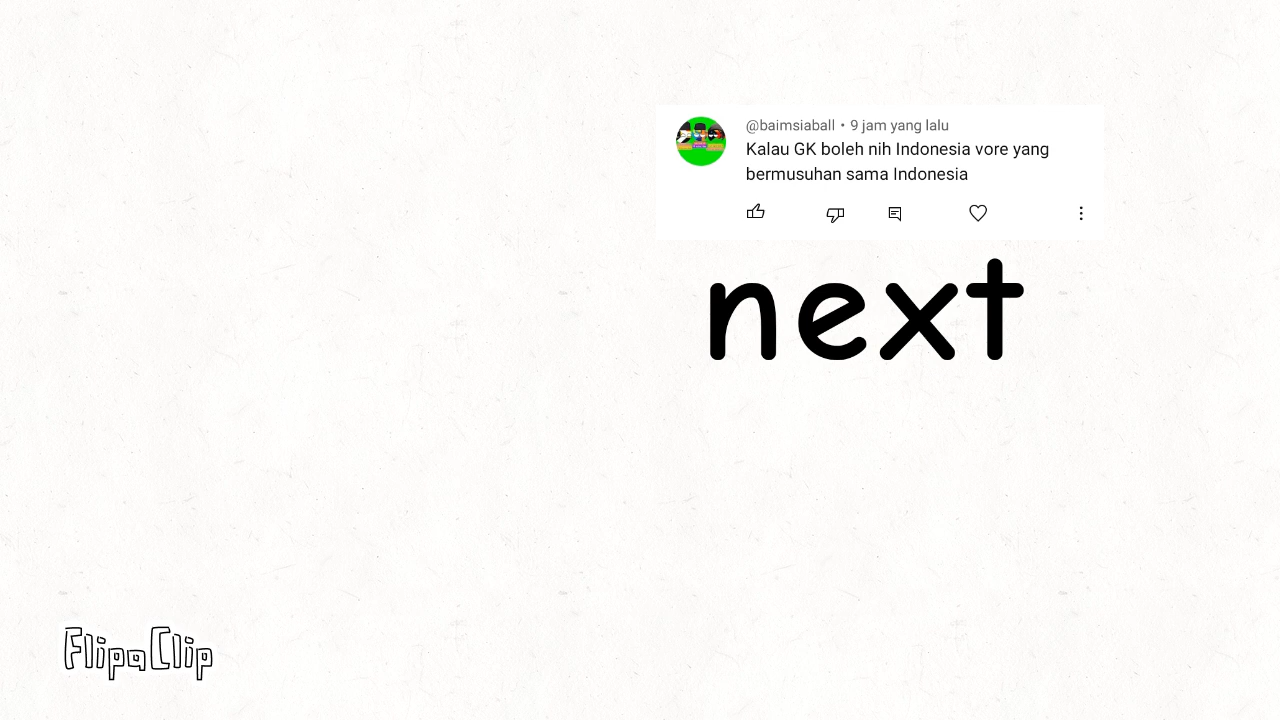 @baimsiaball • 9 jam yang lalu
Kalau GK boleh nih Indonesia vore yang
bermusuhan sama Indonesia
next
FlipaClip